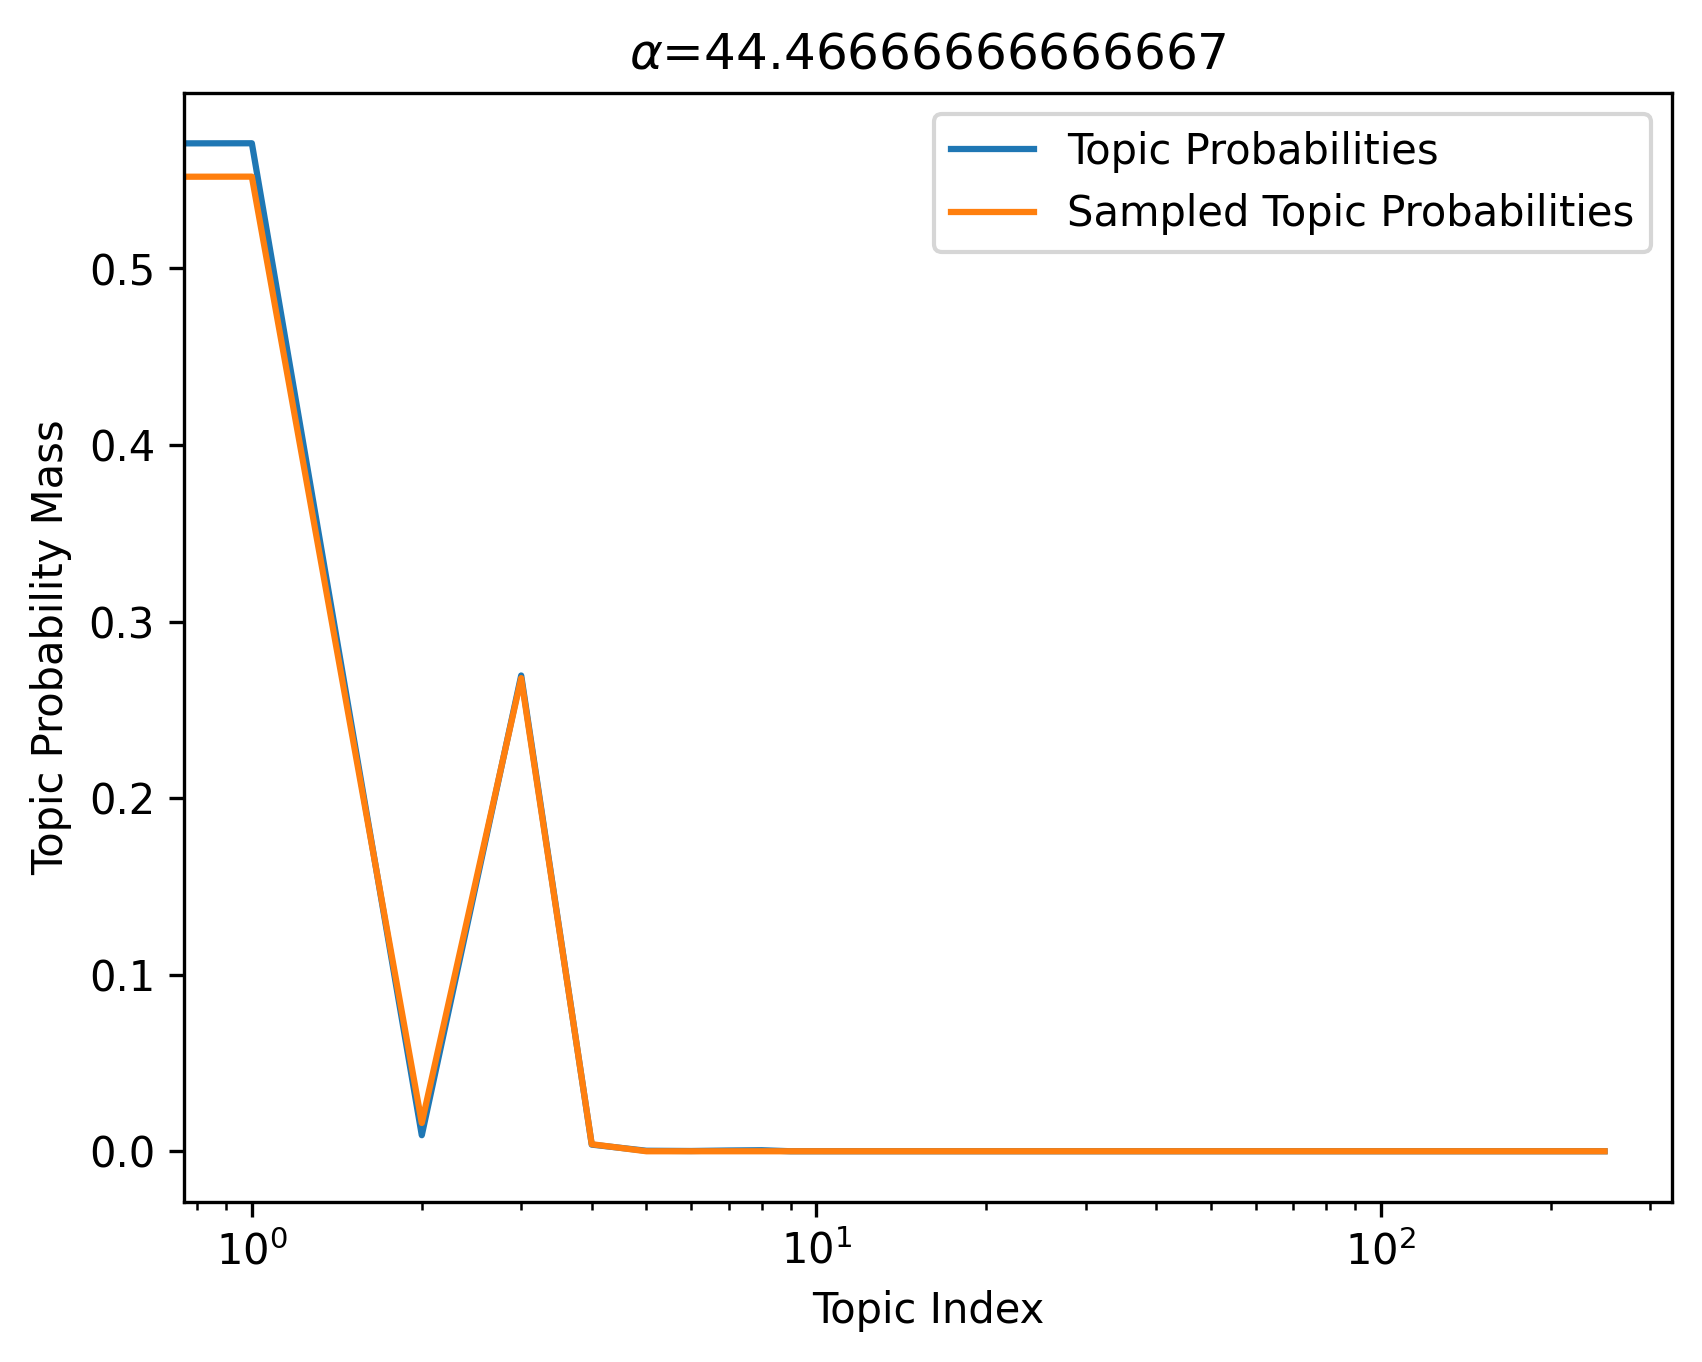 α=44.46666666666667
Topic Probabilities
Sampled Topic Probabilities
Topic Probability Mass
0.5
0.4
0.3
0.2
0.1
0.0
10⁰ 10¹ 10²
Topic Index